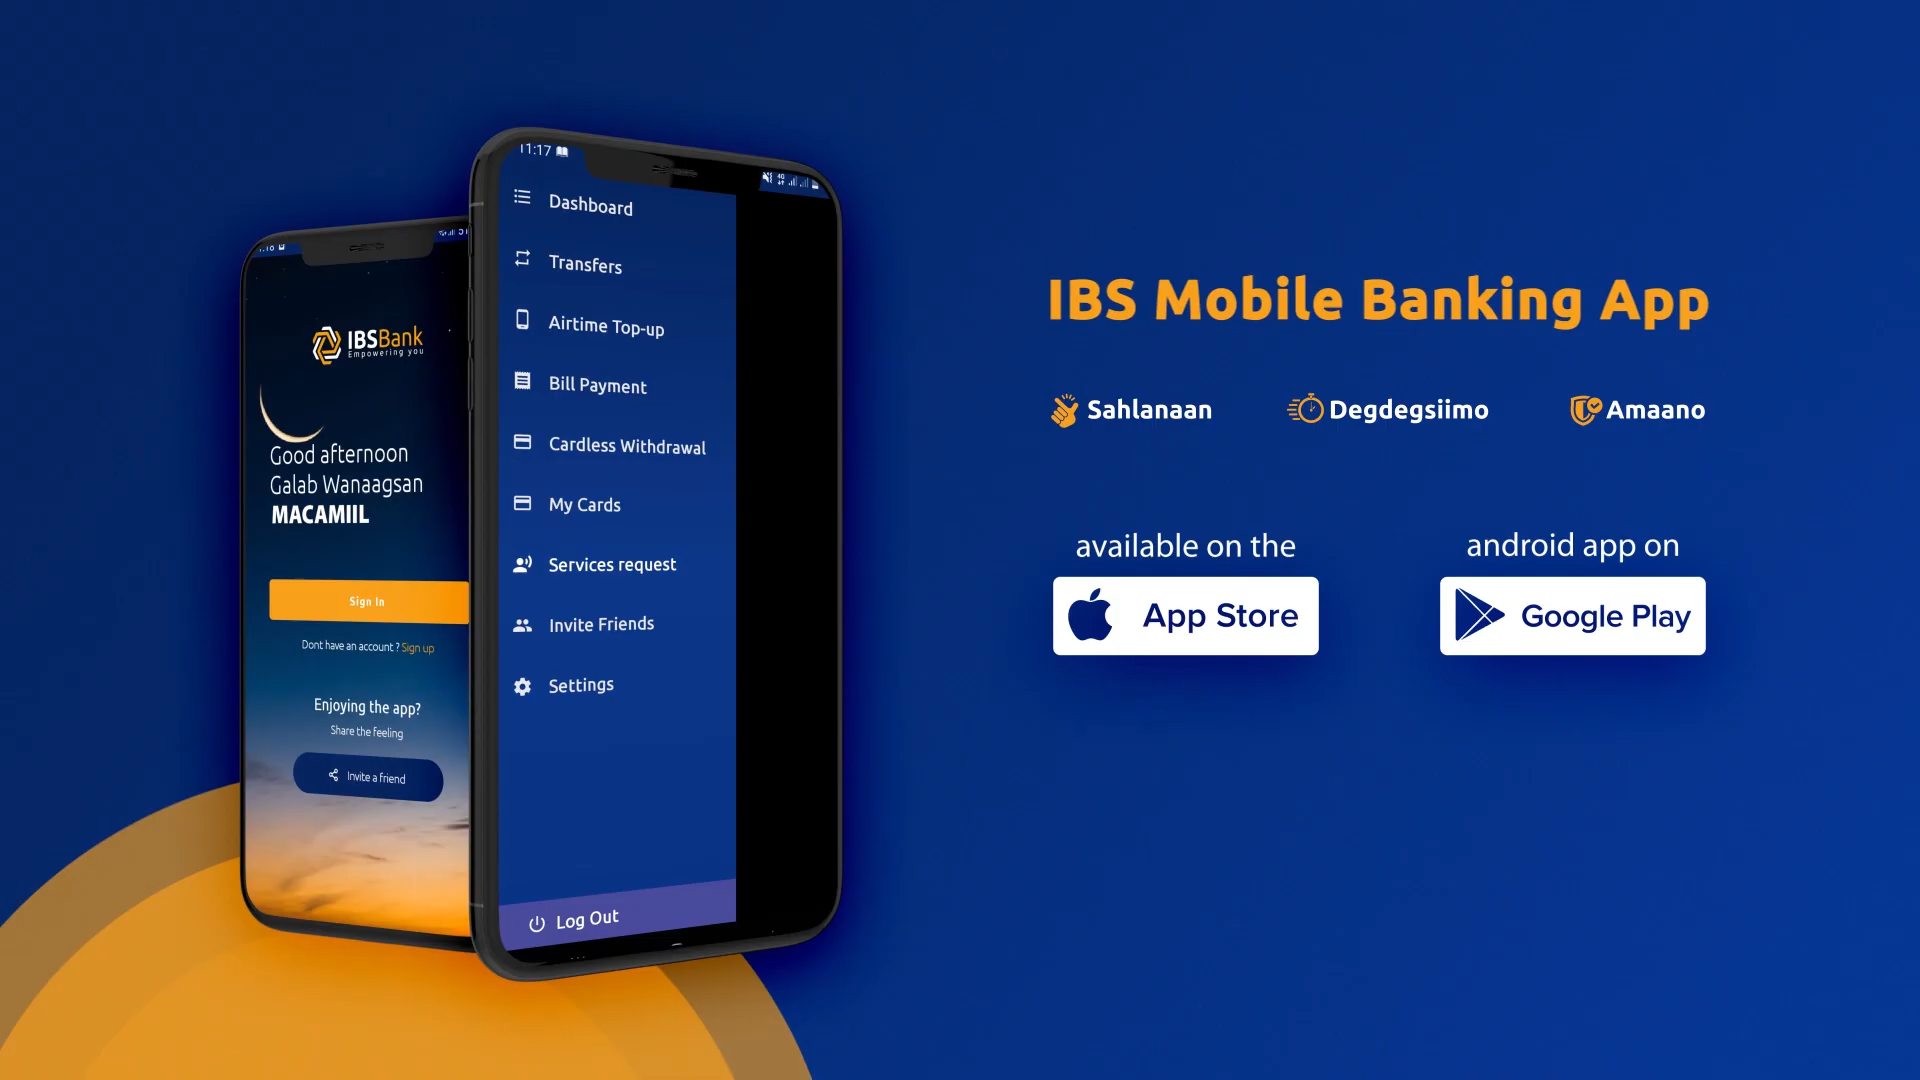 IBSBank
Empowering you
Good afternoon
Galab Wanaagsan
MACAMIIL
Sign In
Dont have an account ? Sign up
Enjoying the app?
Share the feeling
Invite a friend
11:17
4G
Dashboard
Transfers
Airtime Top-up
Bill Payment
Cardless Withdrawal
My Cards
Services request
Invite Friends
Settings
Log Out
IBS Mobile Banking App
Sahlanaan
Degdegsiimo
Amaano
available on the
App Store
android app on
Google Play